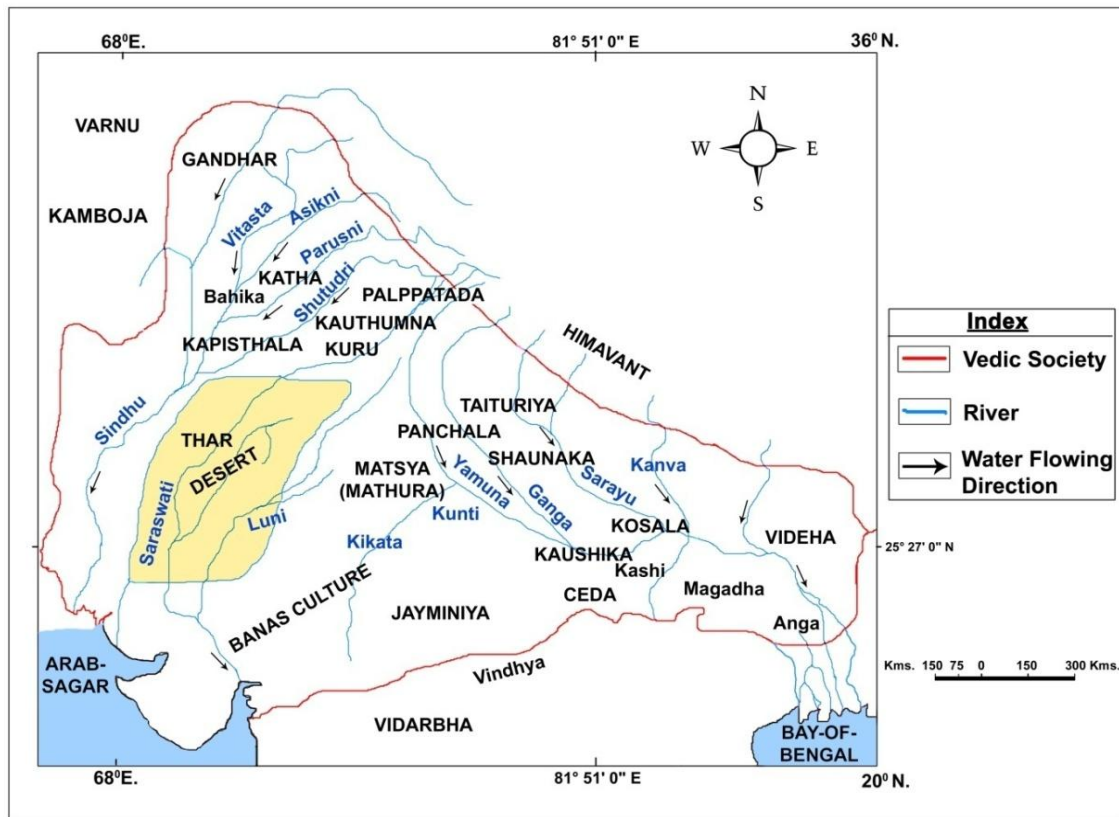 68⁰E.
81° 51' 0" E
36⁰ N.
VARNU
N
W
E
S
GANDHAR
KAMBOJA
Vitasta
Asikni
Parusni
KATHA
Bahika
Shutudri
PALPPATADA
KAUTHUMNA
KAPISTHALA
KURU
HIMAVANT
Index
Vedic Society
River
Water Flowing
Direction
Sindhu
THAR
DESERT
TAITURIYA
PANCHALA
SHAUNAKA
MATSYA
(MATHURA)
Yamuna
Kunti
Ganga
Sarayu
Kanva
Saraswati
Luni
Kikata
KOSALA
VIDEHA
25° 27' 0" N
KAUSHIKA
Kashi
CEDA
Magadha
BANAS CULTURE
JAYMINIYA
Anga
ARAB-
SAGAR
Vindhya
Kms. 150 75 0 150 300 Kms.
VIDARBHA
BAY-OF-
BENGAL
68⁰ E
81° 51' 0" E
20⁰ N.